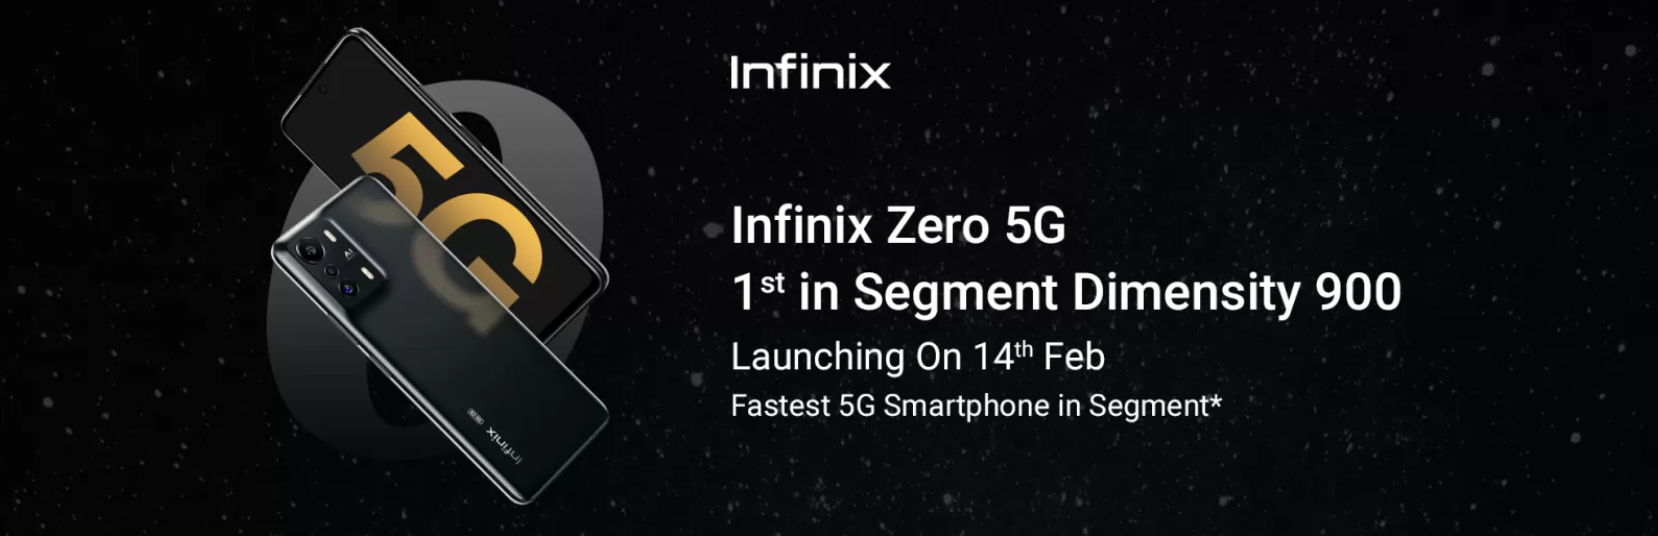 Infinix
Infinix Zero 5G
1st in Segment Dimensity 900
Launching On 14th Feb
Fastest 5G Smartphone in Segment*
5G
AI
Infinix